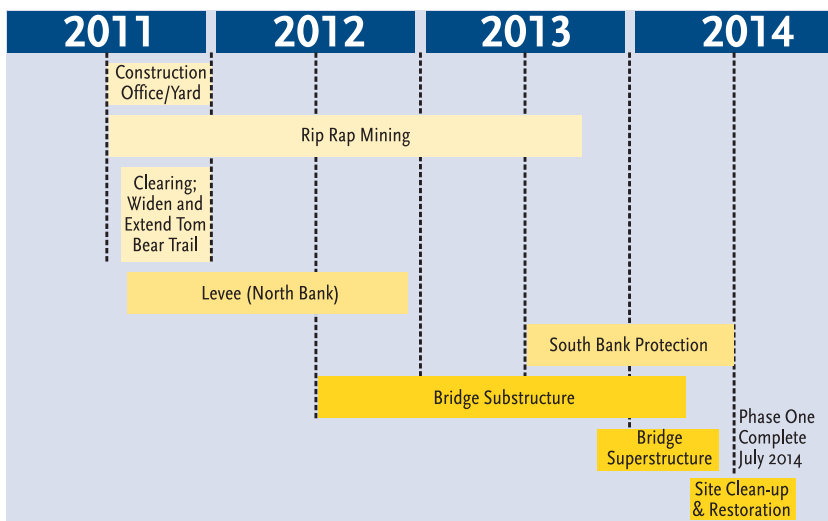 2011 2012 2013 2014
Construction
Office/Yard
Rip Rap Mining
Clearing;
Widen and
Extend Tom
Bear Trail
Levee (North Bank)
South Bank Protection
Bridge Substructure
Phase One
Complete
July 2014
Bridge
Superstructure
Site Clean-up
& Restoration